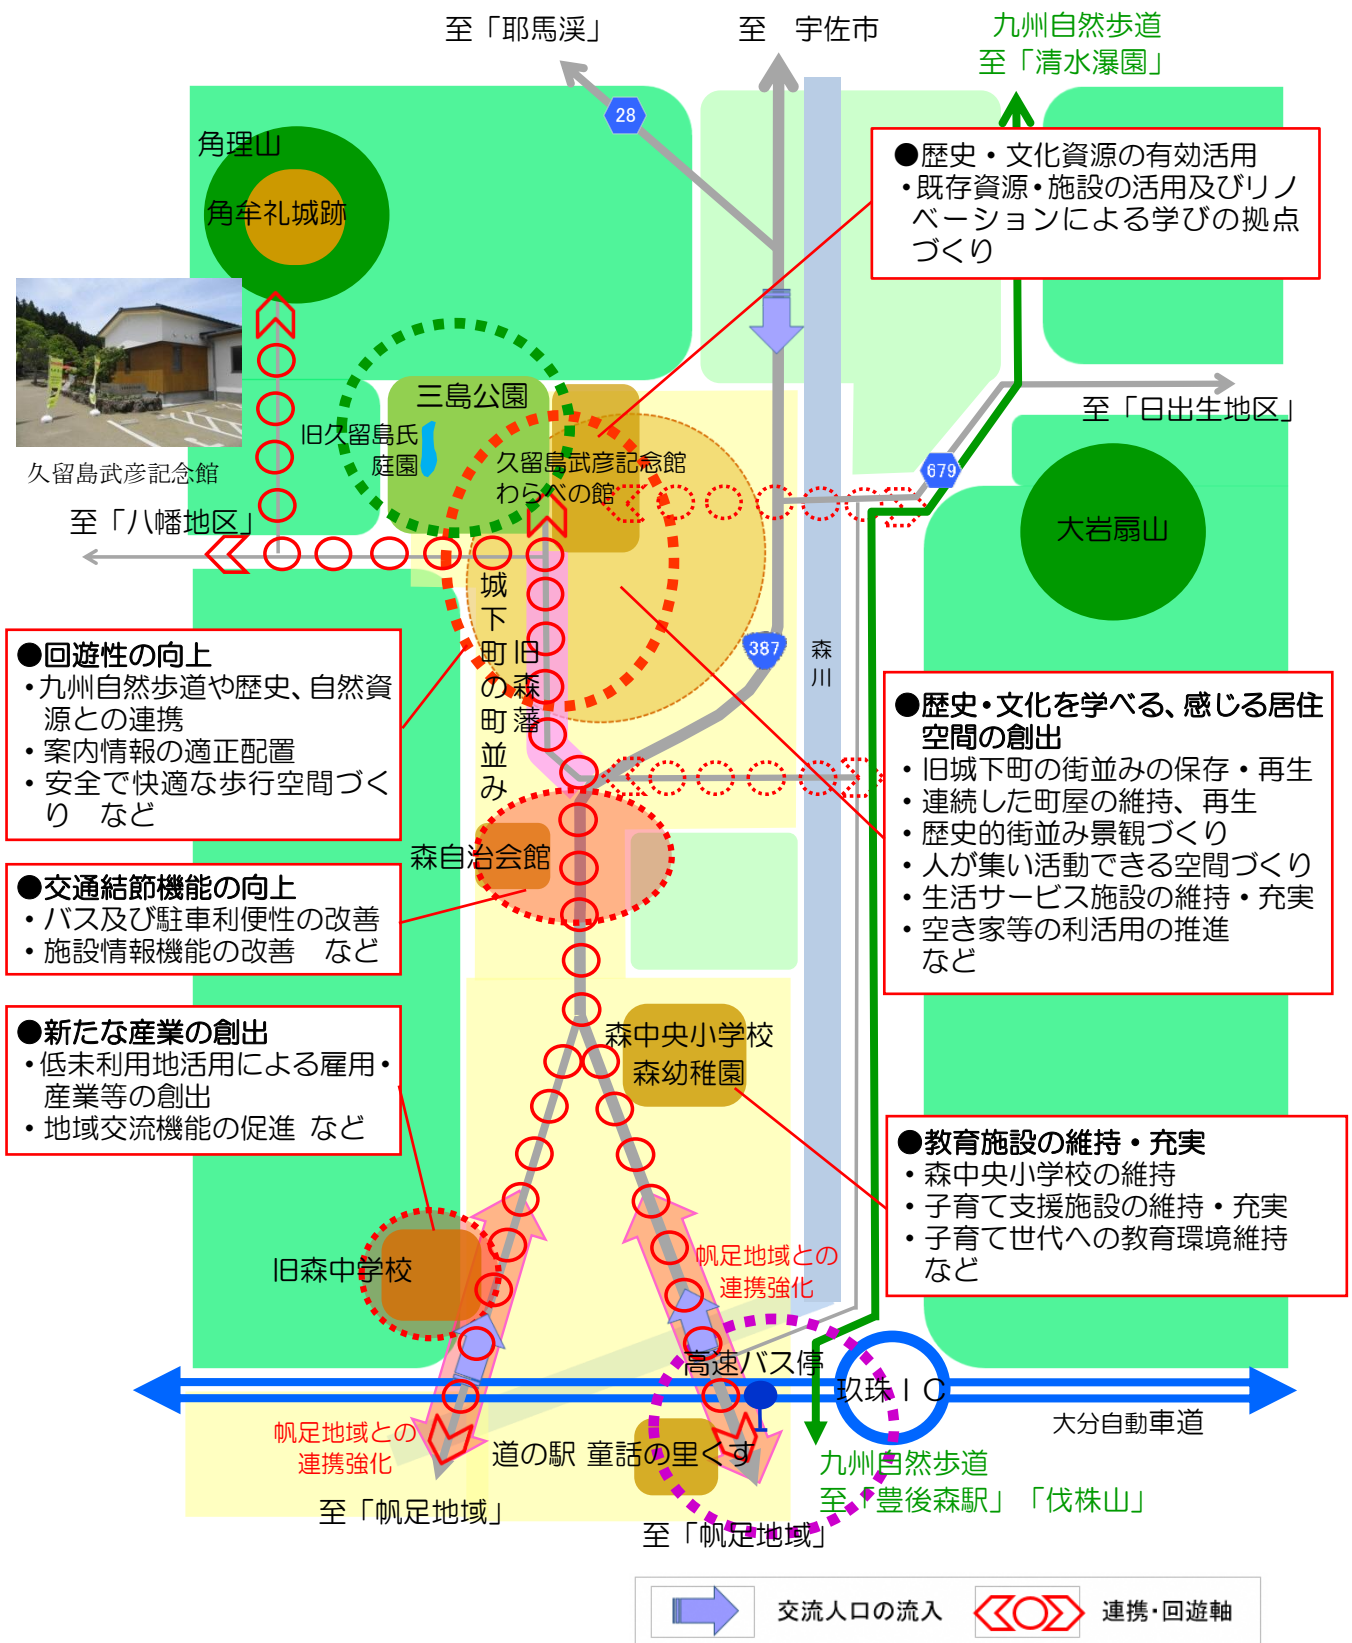 至「耶馬渓」
至　宇佐市
九州自然歩道
至「清水瀑園」
28
角理山
角牟礼城跡
●歴史・文化資源の有効活用
・既存資源・施設の活用及びリノ
ベーションによる学びの拠点
づくり
三島公園
旧久留島氏
庭園
久留島武彦記念館
わらべの館
久留島武彦記念館
至「日出生地区」
679
至「八幡地区」
大岩扇山
城下町の町並み
旧森藩
387
森川
●回遊性の向上
・九州自然歩道や歴史、自然資
源との連携
・案内情報の適正配置
・安全で快適な歩行空間づく
り　など
●歴史・文化を学べる、感じる居住
空間の創出
・旧城下町の街並みの保存・再生
・連続した町屋の維持、再生
・歴史的街並み景観づくり
・人が集い活動できる空間づくり
・生活サービス施設の維持・充実
・空き家等の利活用の推進
など
森自治会館
●交通結節機能の向上
・バス及び駐車利便性の改善
・施設情報機能の改善　など
●新たな産業の創出
・低未利用地活用による雇用・
産業等の創出
・地域交流機能の促進 など
森中央小学校
森幼稚園
●教育施設の維持・充実
・森中央小学校の維持
・子育て支援施設の維持・充実
・子育て世代への教育環境維持
など
旧森中学校
帆足地域との
連携強化
高速バス停
玖珠ＩＣ
大分自動車道
帆足地域との
連携強化
道の駅 童話の里くす
九州自然歩道
至「豊後森駅」「伐株山」
至「帆足地域」
至「帆足地域」
交流人口の流入
連携・回遊軸